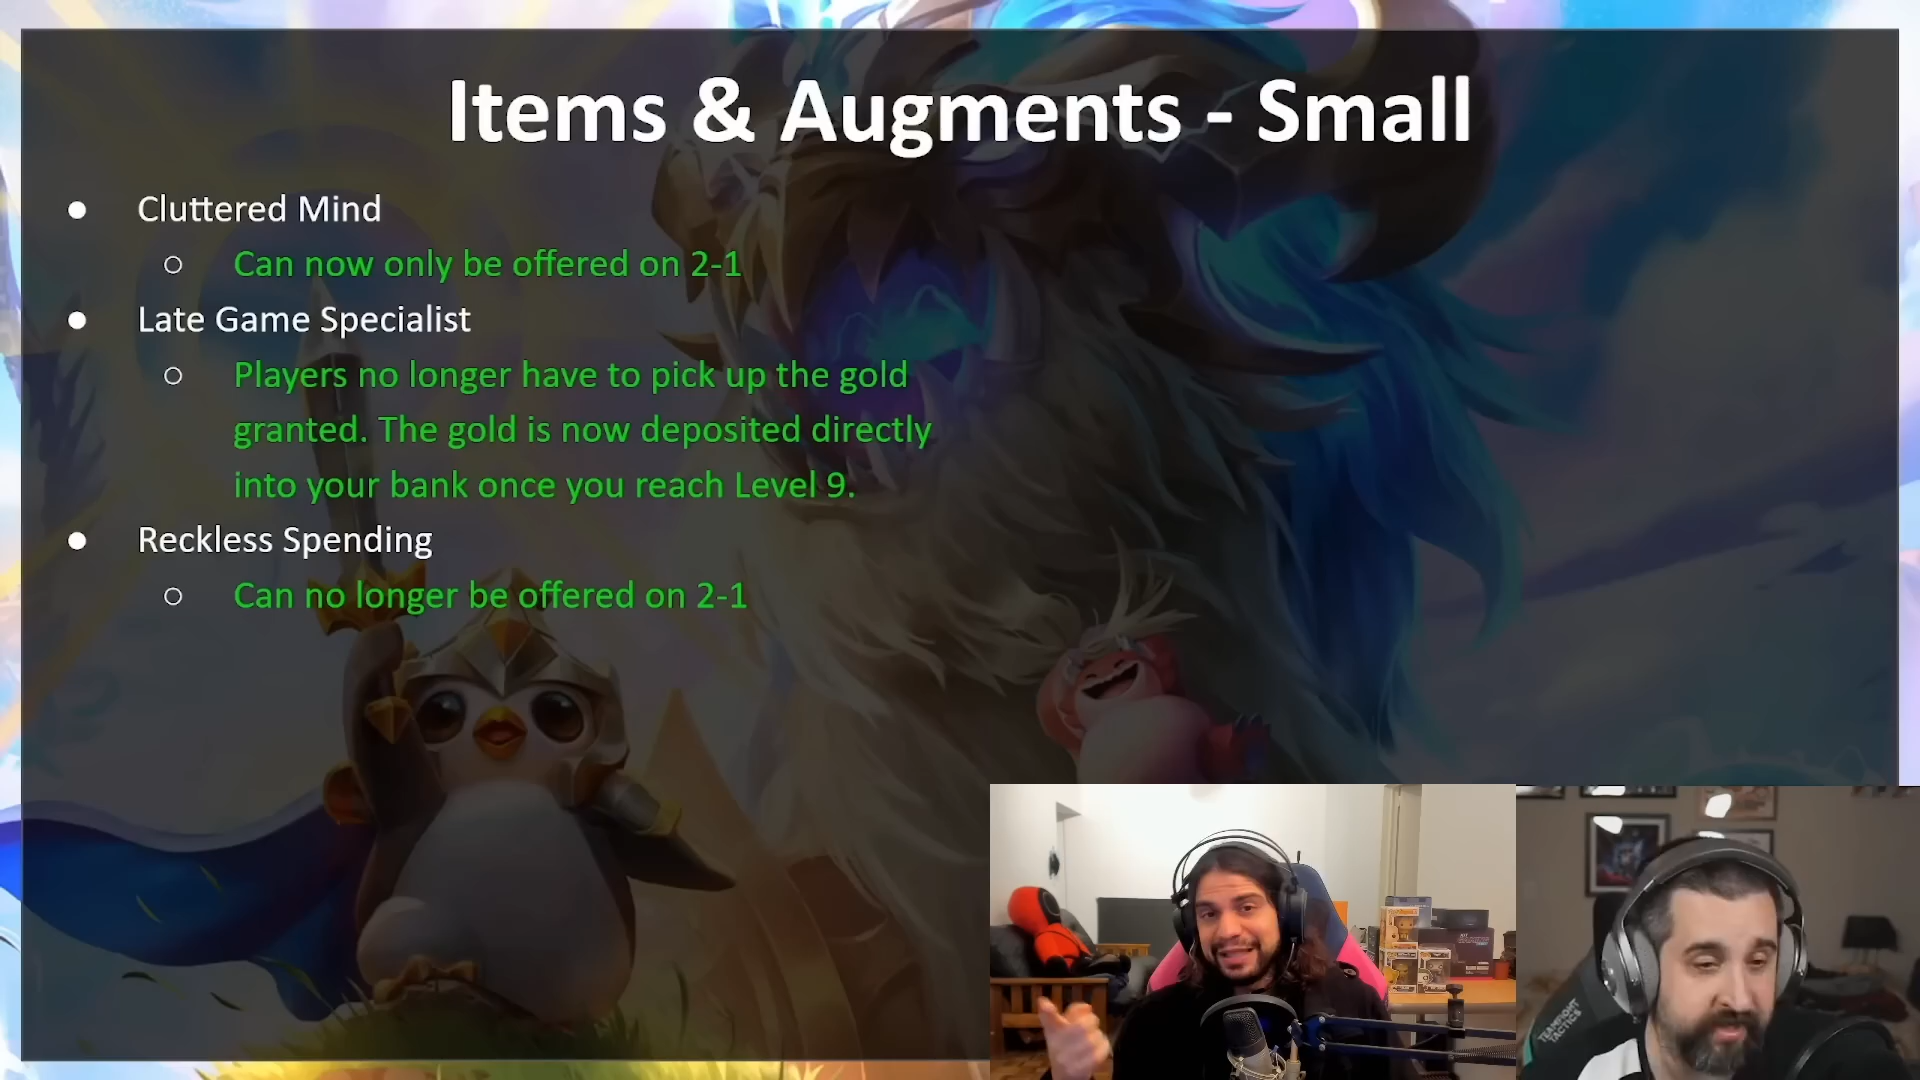 Items & Augments - Small
● Cluttered Mind
○ Can now only be offered on 2-1
● Late Game Specialist
○ Players no longer have to pick up the gold
granted. The gold is now deposited directly
into your bank once you reach Level 9.
● Reckless Spending
○ Can no longer be offered on 2-1
TEAMFIGHT
TACTICS